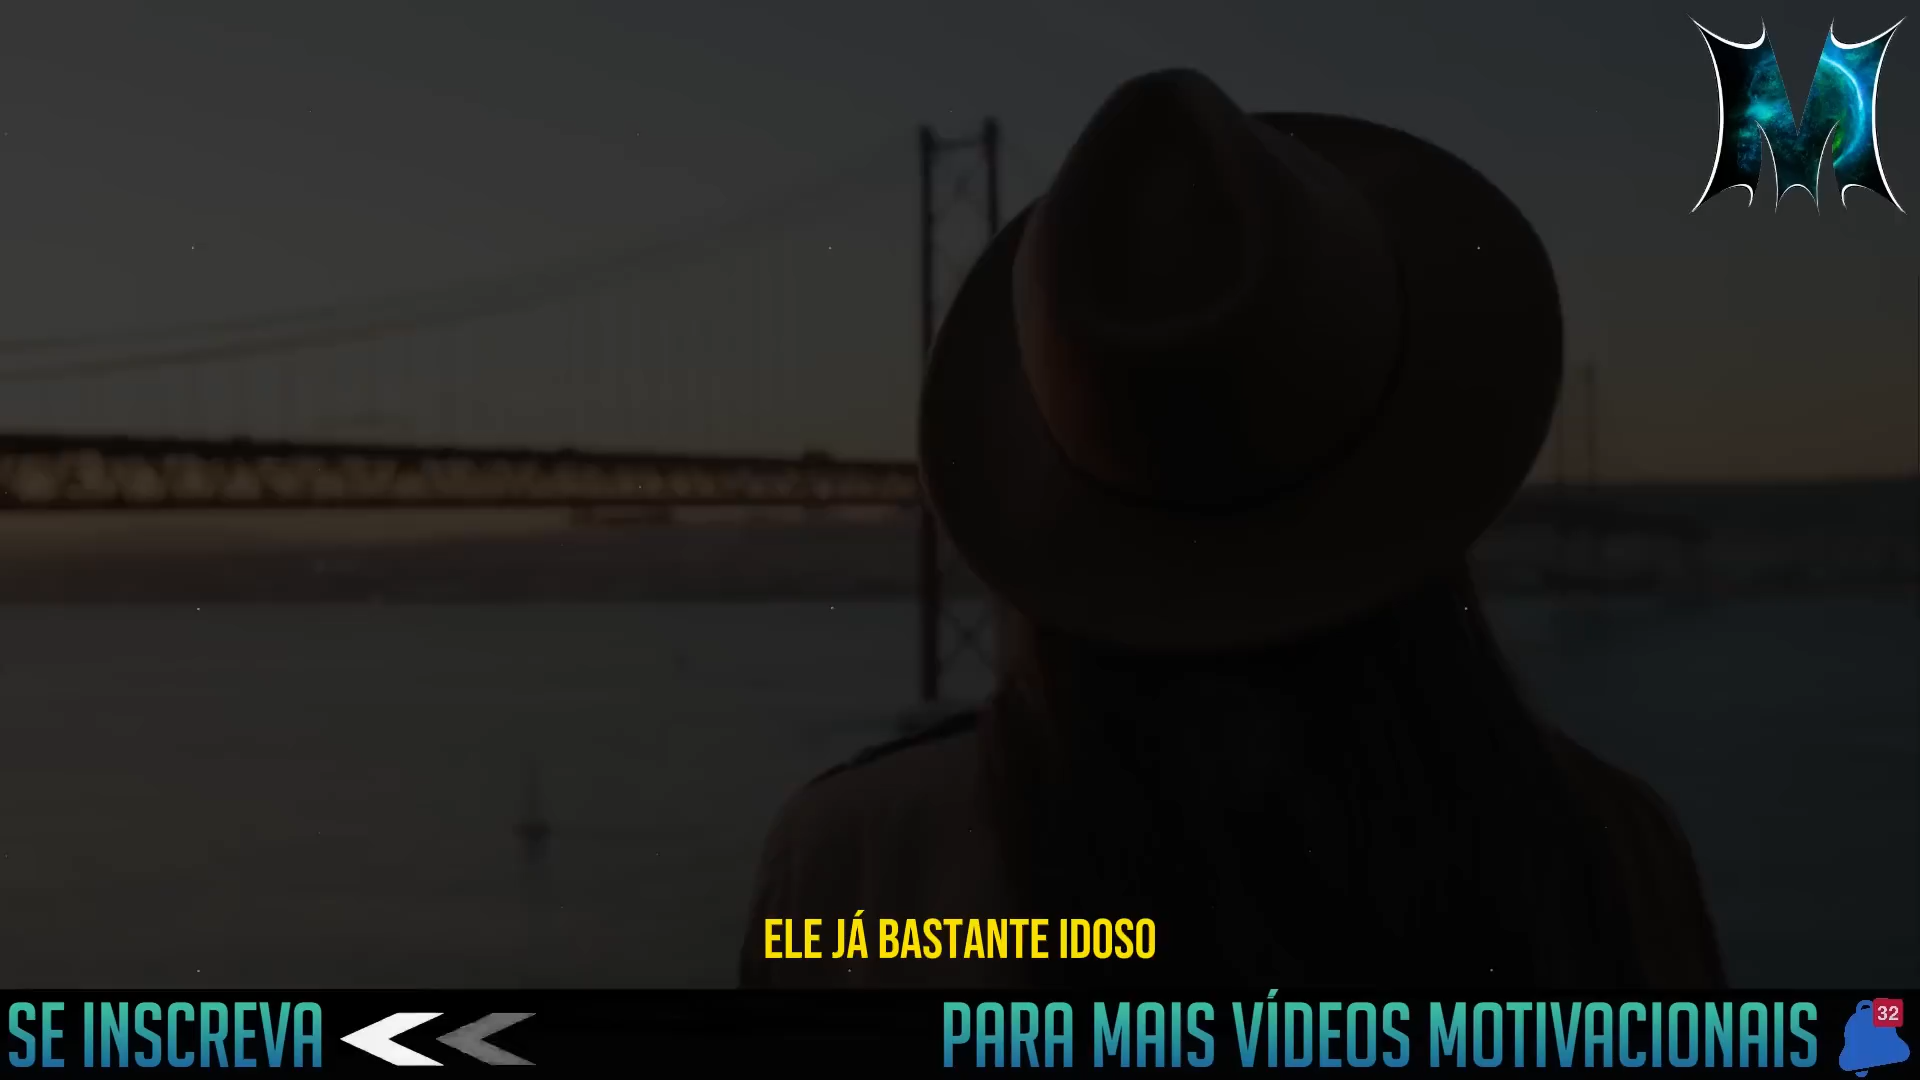 M
ELE JÁ BASTANTE IDOSO
SE INSCREVA
PARA MAIS VÍDEOS MOTIVACIONAIS
32